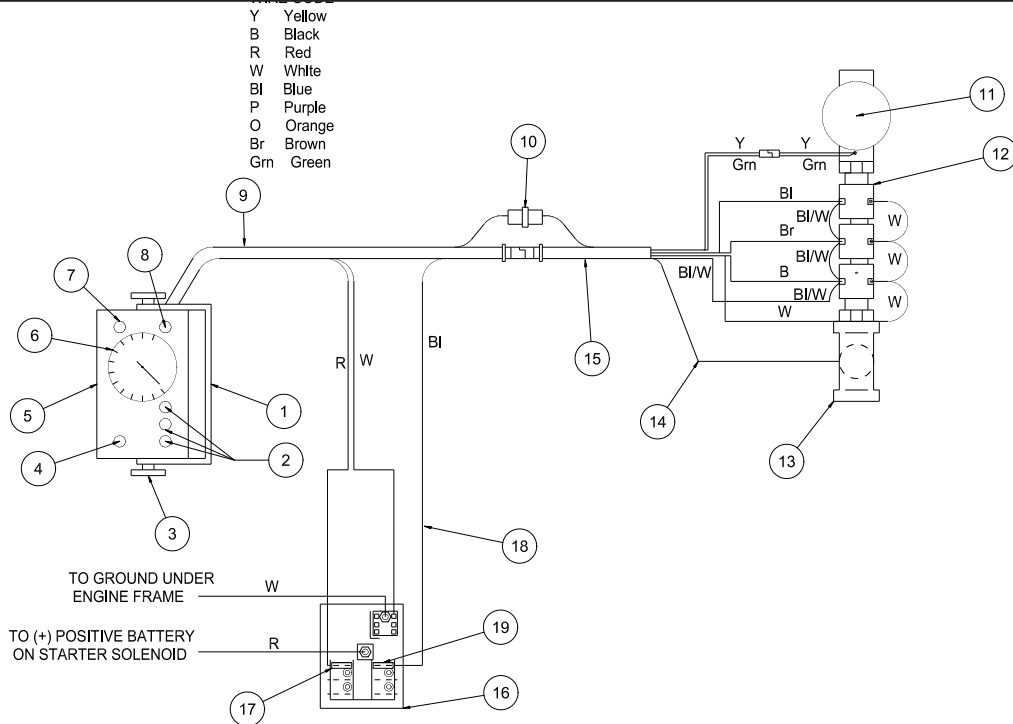 Y Yellow
B Black
R Red
W White
Bl Blue
P Purple
O Orange
Br Brown
Grn Green
11
10
Y Y
Grn Grn
12
9
Bl
Bl/W
W
8
Br
7
Bl/W
W
6
Bl/W
B
Bl/W
W
W
R W
Bl
15
5
1
14
4
2
13
3
18
TO GROUND UNDER
ENGINE FRAME
W
19
TO (+) POSITIVE BATTERY
ON STARTER SOLENOID
R
17
16